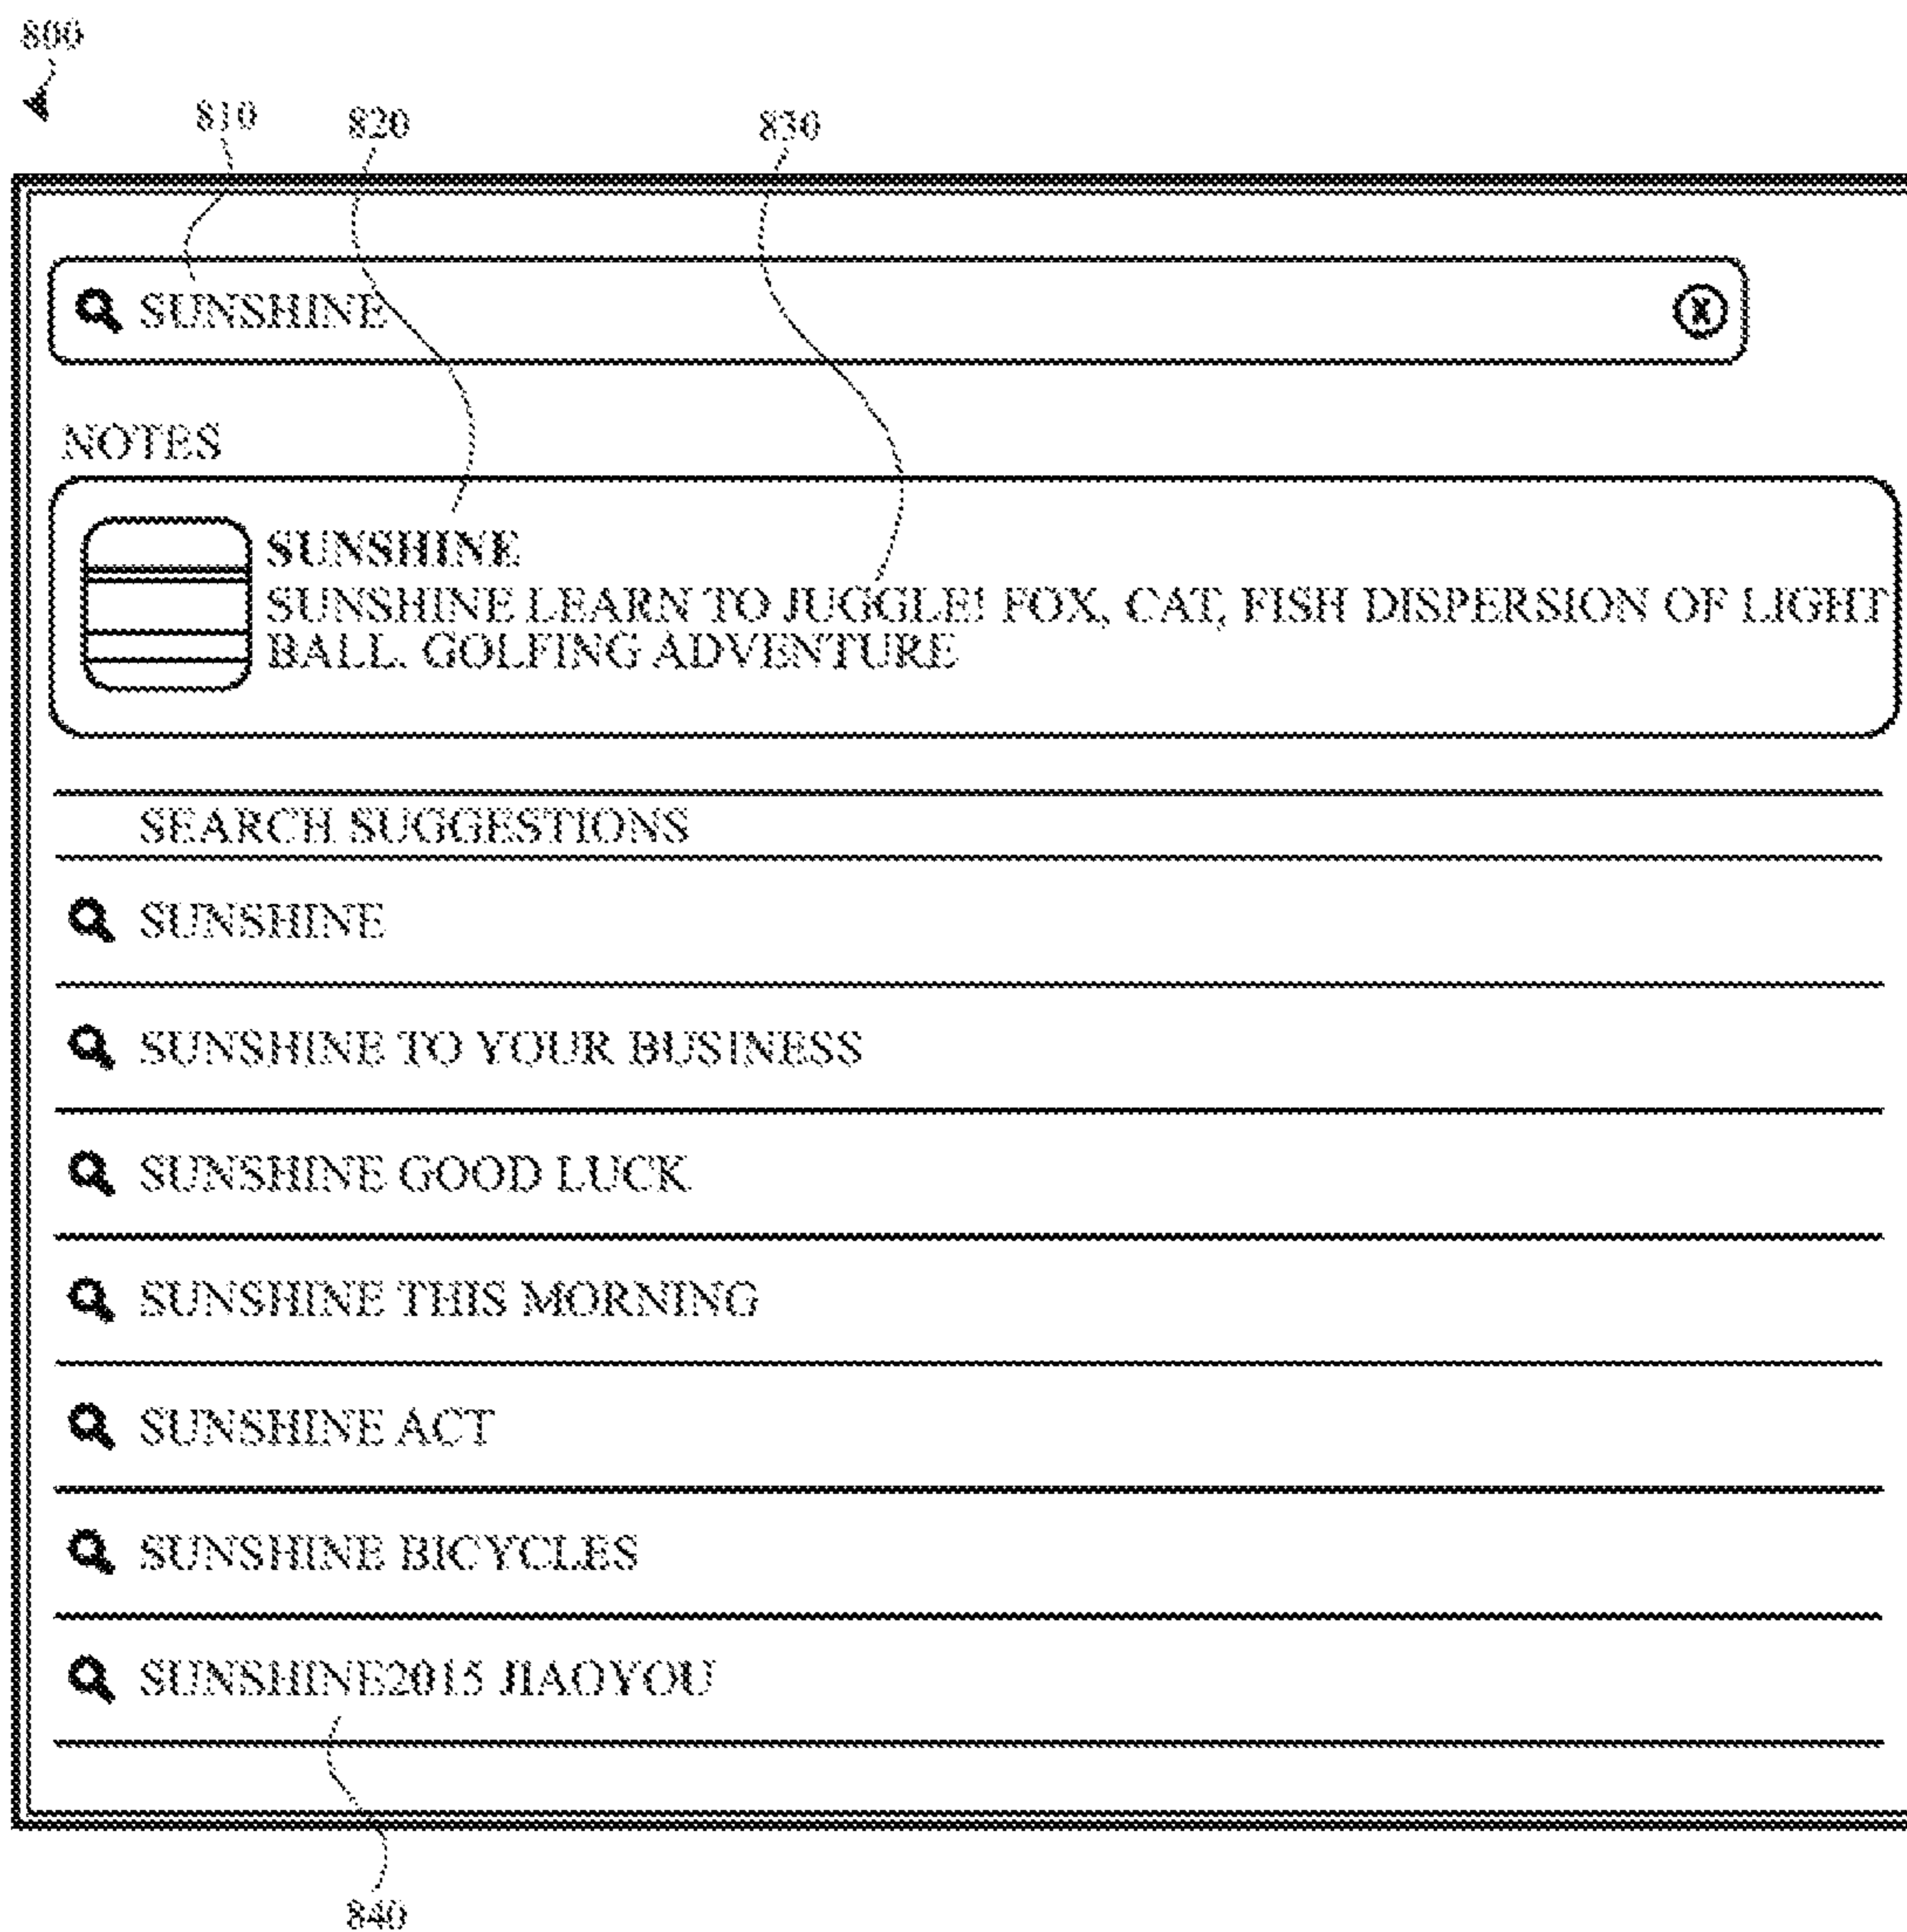 800
810 820 830
SUNSHINE X
NOTES
SUNSHINE
SUNSHINE LEARN TO JUGGLE! FOX, CAT, FISH DISPERSION OF LIGHT
BALL. GOLFING ADVENTURE
SEARCH SUGGESTIONS
SUNSHINE
SUNSHINE TO YOUR BUSINESS
SUNSHINE GOOD LUCK
SUNSHINE THIS MORNING
SUNSHINE ACT
SUNSHINE BICYCLES
SUNSHINE2015 JIAOYOU
840